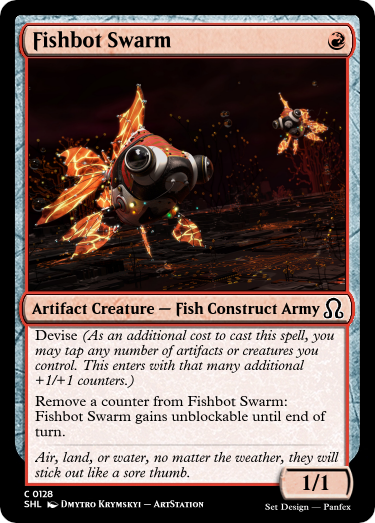 Fishbot Swarm
Artifact Creature — Fish Construct Army
Devise (As an additional cost to cast this spell, you
may tap any number of artifacts or creatures you
control. This enters with that many additional
+1/+1 counters.)
Remove a counter from Fishbot Swarm:
Fishbot Swarm gains unblockable until end of
turn.
Air, land, or water, no matter the weather, they will
stick out like a sore thumb.
1/1
C 0128
SHL Dmytro Krymskyi — ArtStation
Set Design — Panfex